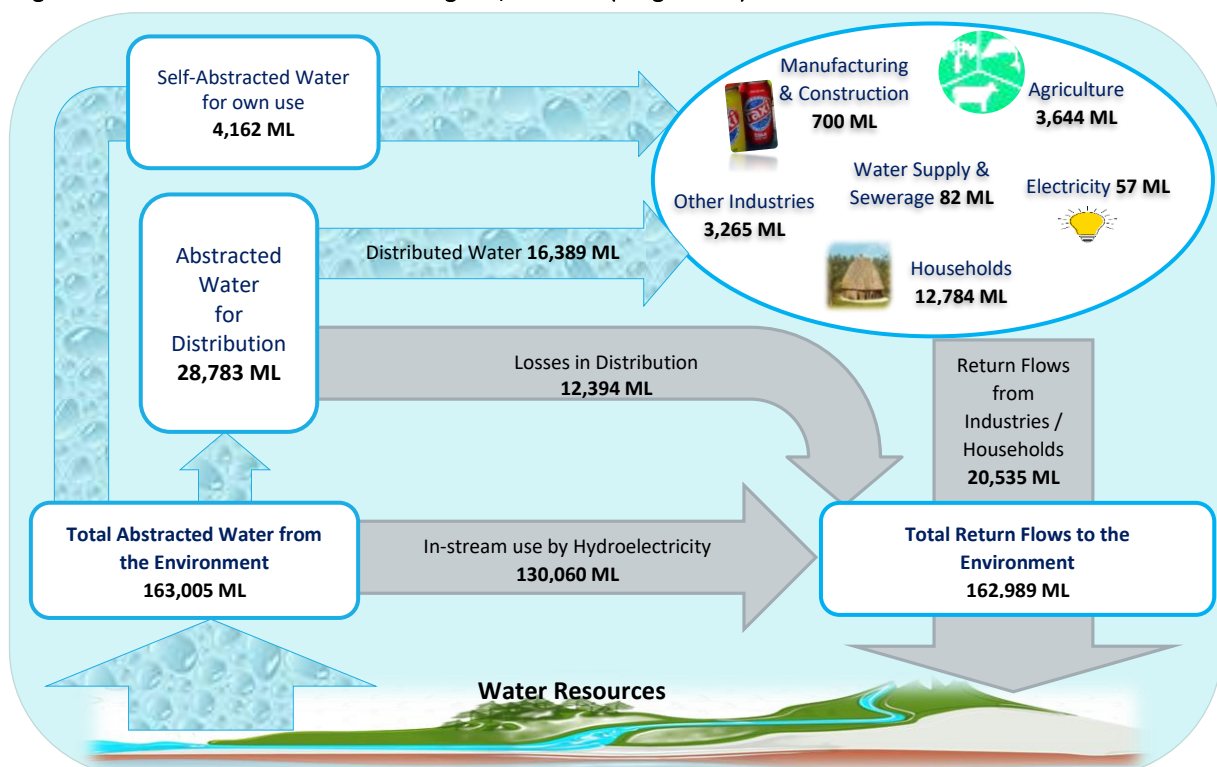 Self-Abstracted Water
for own use
4,162 ML
Manufacturing
& Construction
700 ML
Agriculture
3,644 ML
Water Supply &
Sewerage 82 ML
Electricity 57 ML
Other Industries
3,265 ML
Households
12,784 ML
Abstracted
Water
for
Distribution
28,783 ML
Distributed Water 16,389 ML
Losses in Distribution
12,394 ML
Return Flows
from
Industries /
Households
20,535 ML
Total Abstracted Water from
the Environment
163,005 ML
In-stream use by Hydroelectricity
130,060 ML
Total Return Flows to the
Environment
162,989 ML
Water Resources